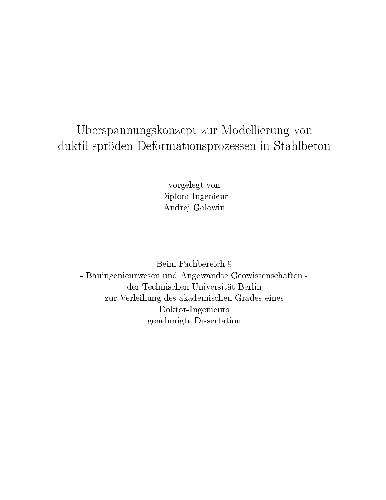 Überspannungskonzept zur Modellierung von
duktil-spröden Deformationsprozessen in Stahlbeton
vorgelegt von
Diplom-Ingenieur
Andrej Golowin
Beim Fachbereich 9
- Bauingenieurwesen und Angewandte Geowissenschaften -
der Technischen Universität Berlin
zur Verleihung des akademischen Grades eines
Doktor-Ingenieurs
genehmigte Dissertation